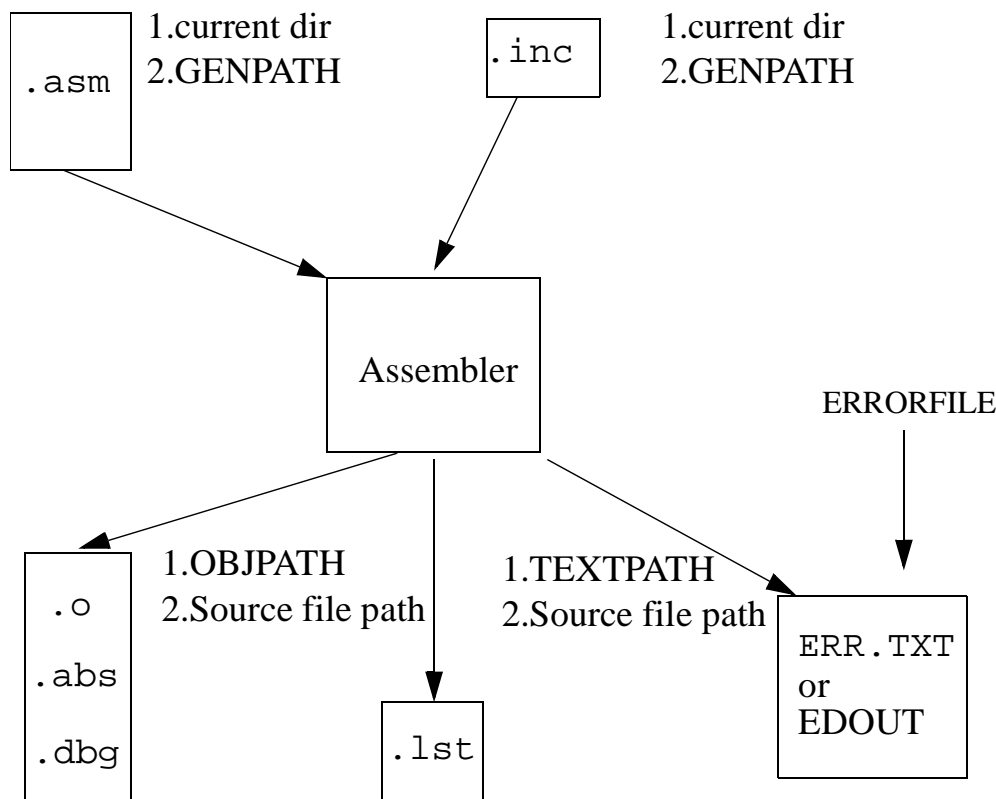 1.current dir
2.GENPATH
.asm
1.current dir
2.GENPATH
.inc
Assembler
ERRORFILE
1.OBJPATH
2.Source file path
1.TEXTPATH
2.Source file path
.o
.abs
.dbg
.lst
ERR.TXT
or
EDOUT